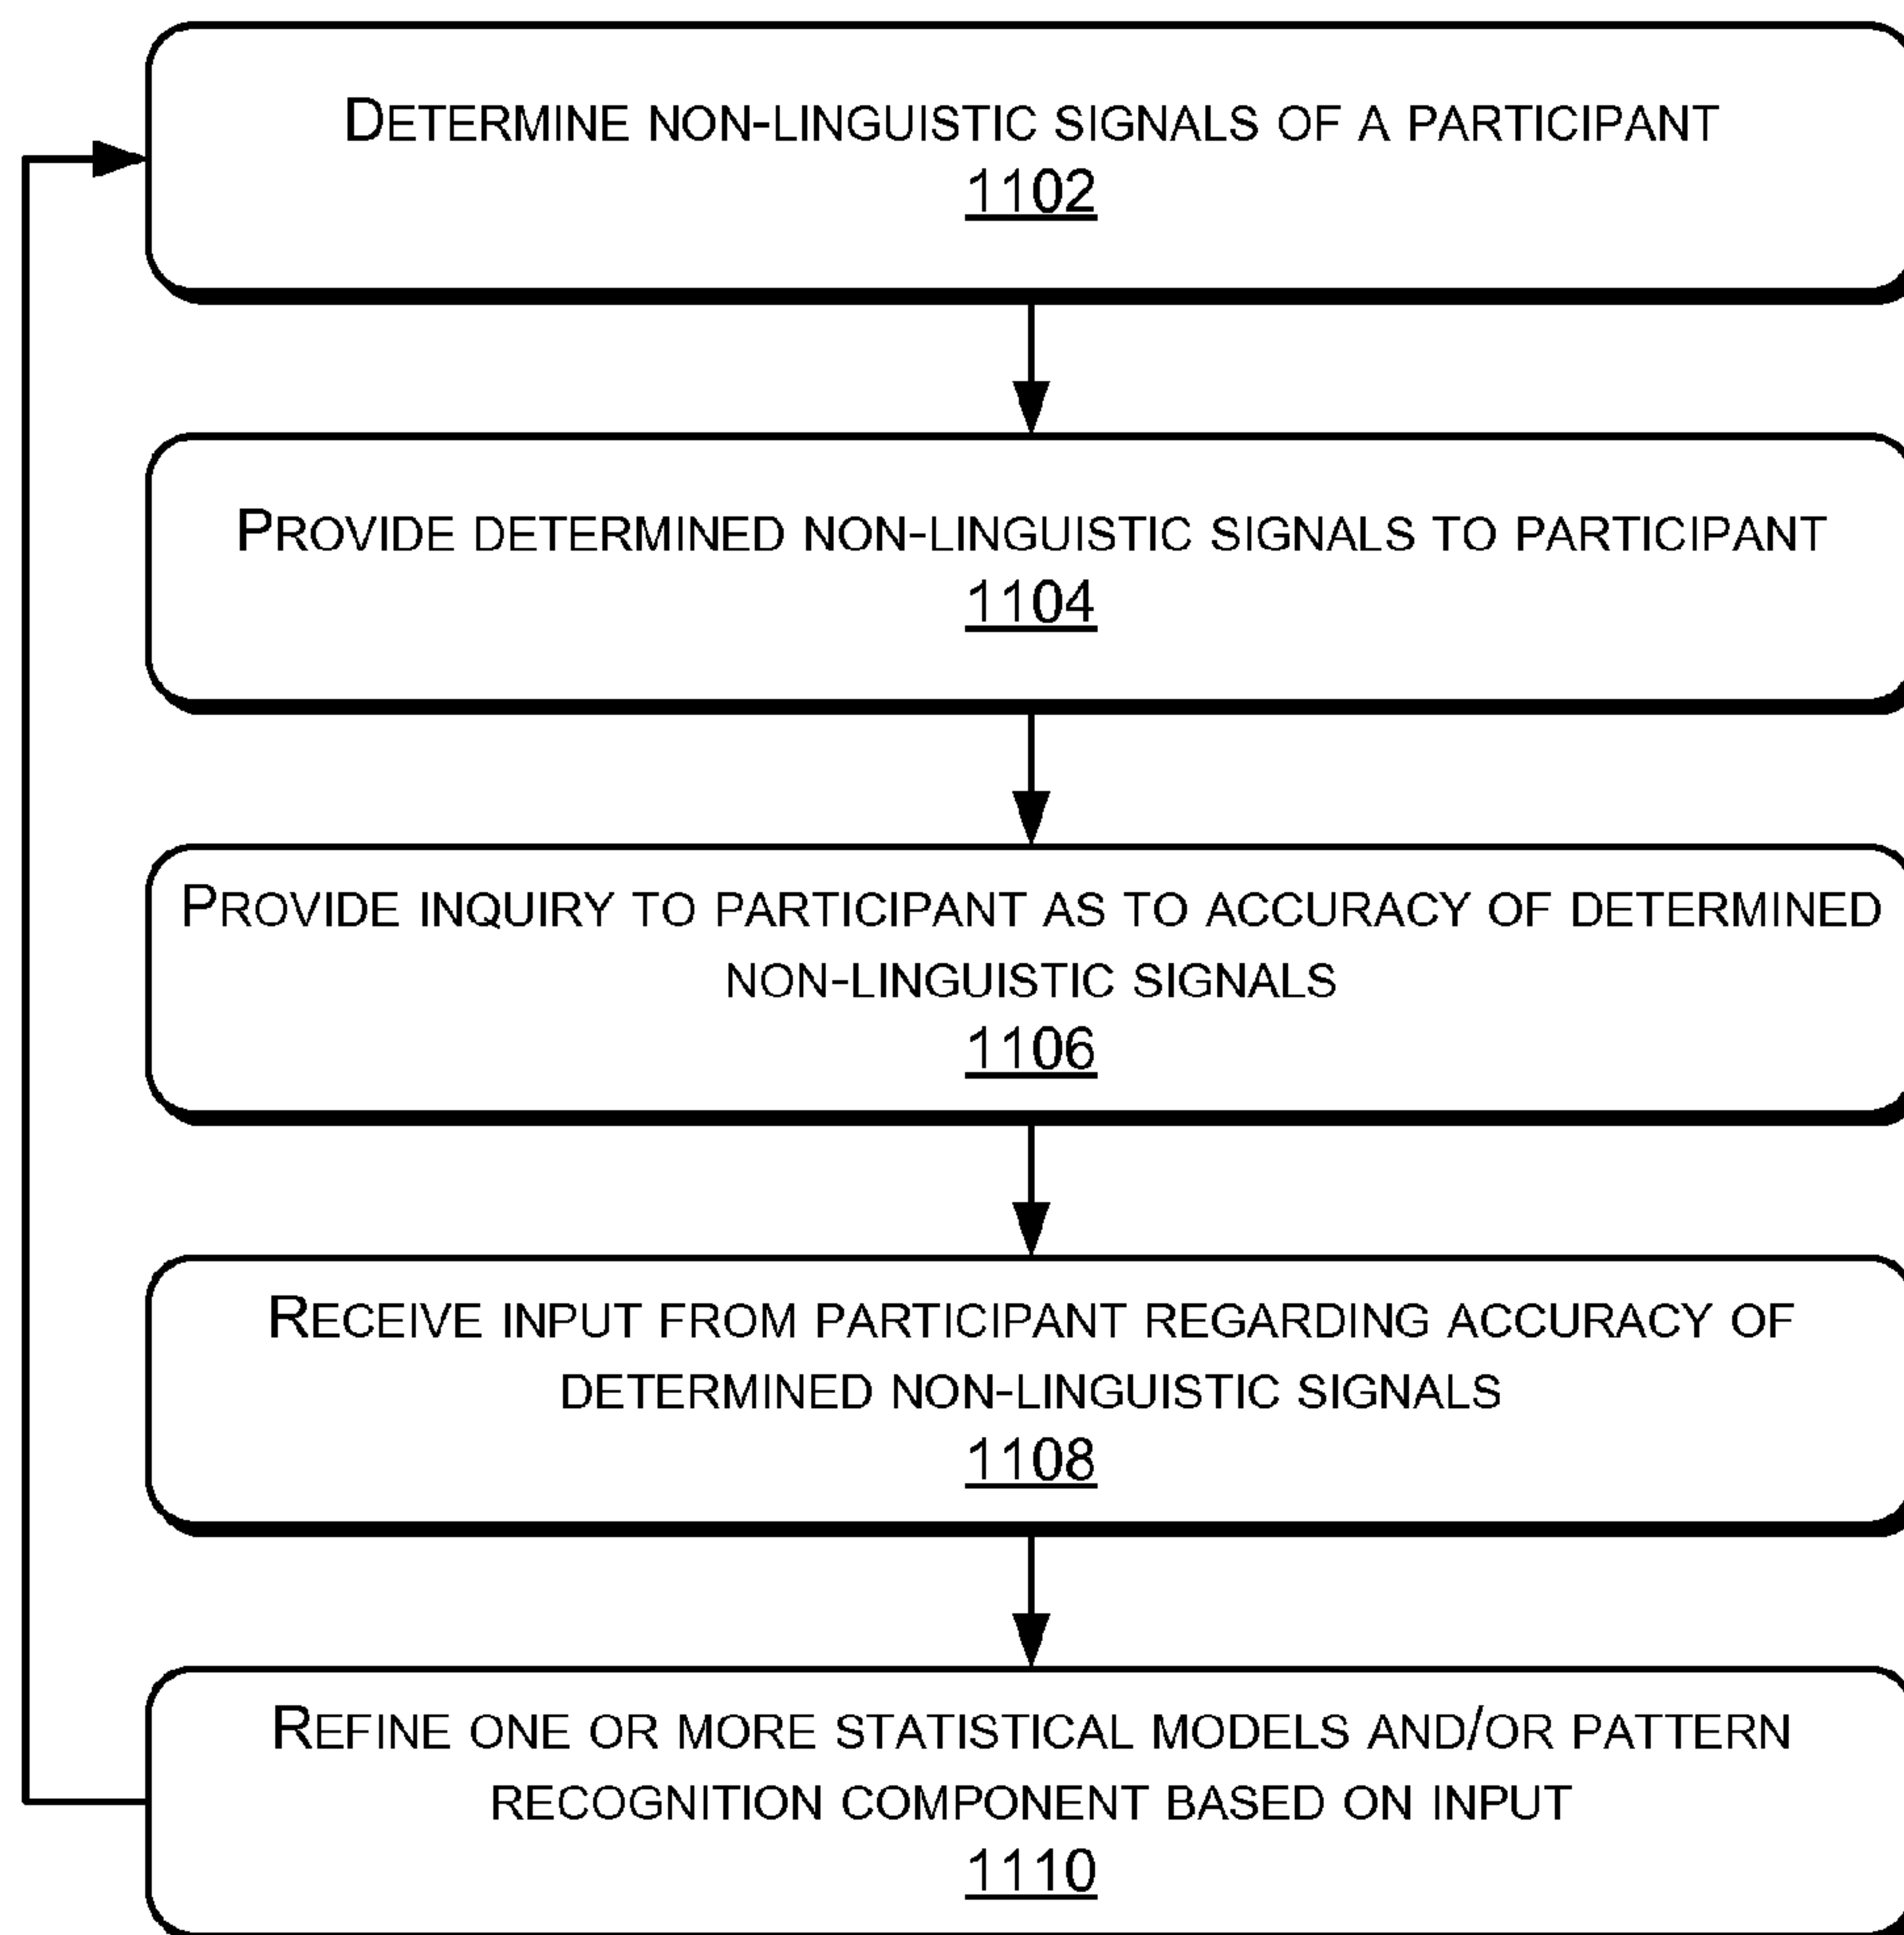 DETERMINE NON-LINGUISTIC SIGNALS OF A PARTICIPANT
1102
PROVIDE DETERMINED NON-LINGUISTIC SIGNALS TO PARTICIPANT
1104
PROVIDE INQUIRY TO PARTICIPANT AS TO ACCURACY OF DETERMINED
NON-LINGUISTIC SIGNALS
1106
RECEIVE INPUT FROM PARTICIPANT REGARDING ACCURACY OF
DETERMINED NON-LINGUISTIC SIGNALS
1108
REFINE ONE OR MORE STATISTICAL MODELS AND/OR PATTERN
RECOGNITION COMPONENT BASED ON INPUT
1110